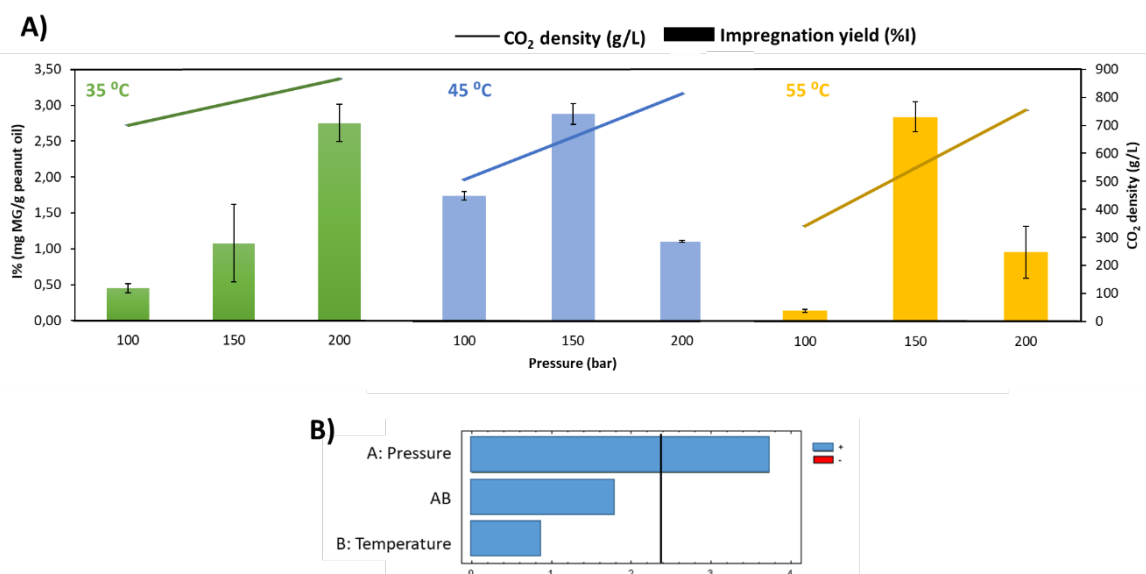 A)
CO₂ density (g/L) Impregnation yield (%I)
3,50 900
35 ⁰C 45 ⁰C 55 ⁰C
3,00 800
2,50 700
2,00 600
1,50 500
1,00 400
0,50 300
0,00 200
100
0
I% (mg MG/g peanut oil)
CO₂ density (g/L)
100 150 200 100 150 200 100 150 200
Pressure (bar)
B)
A: Pressure
AB
B: Temperature
+
-
0 1 2 3 4